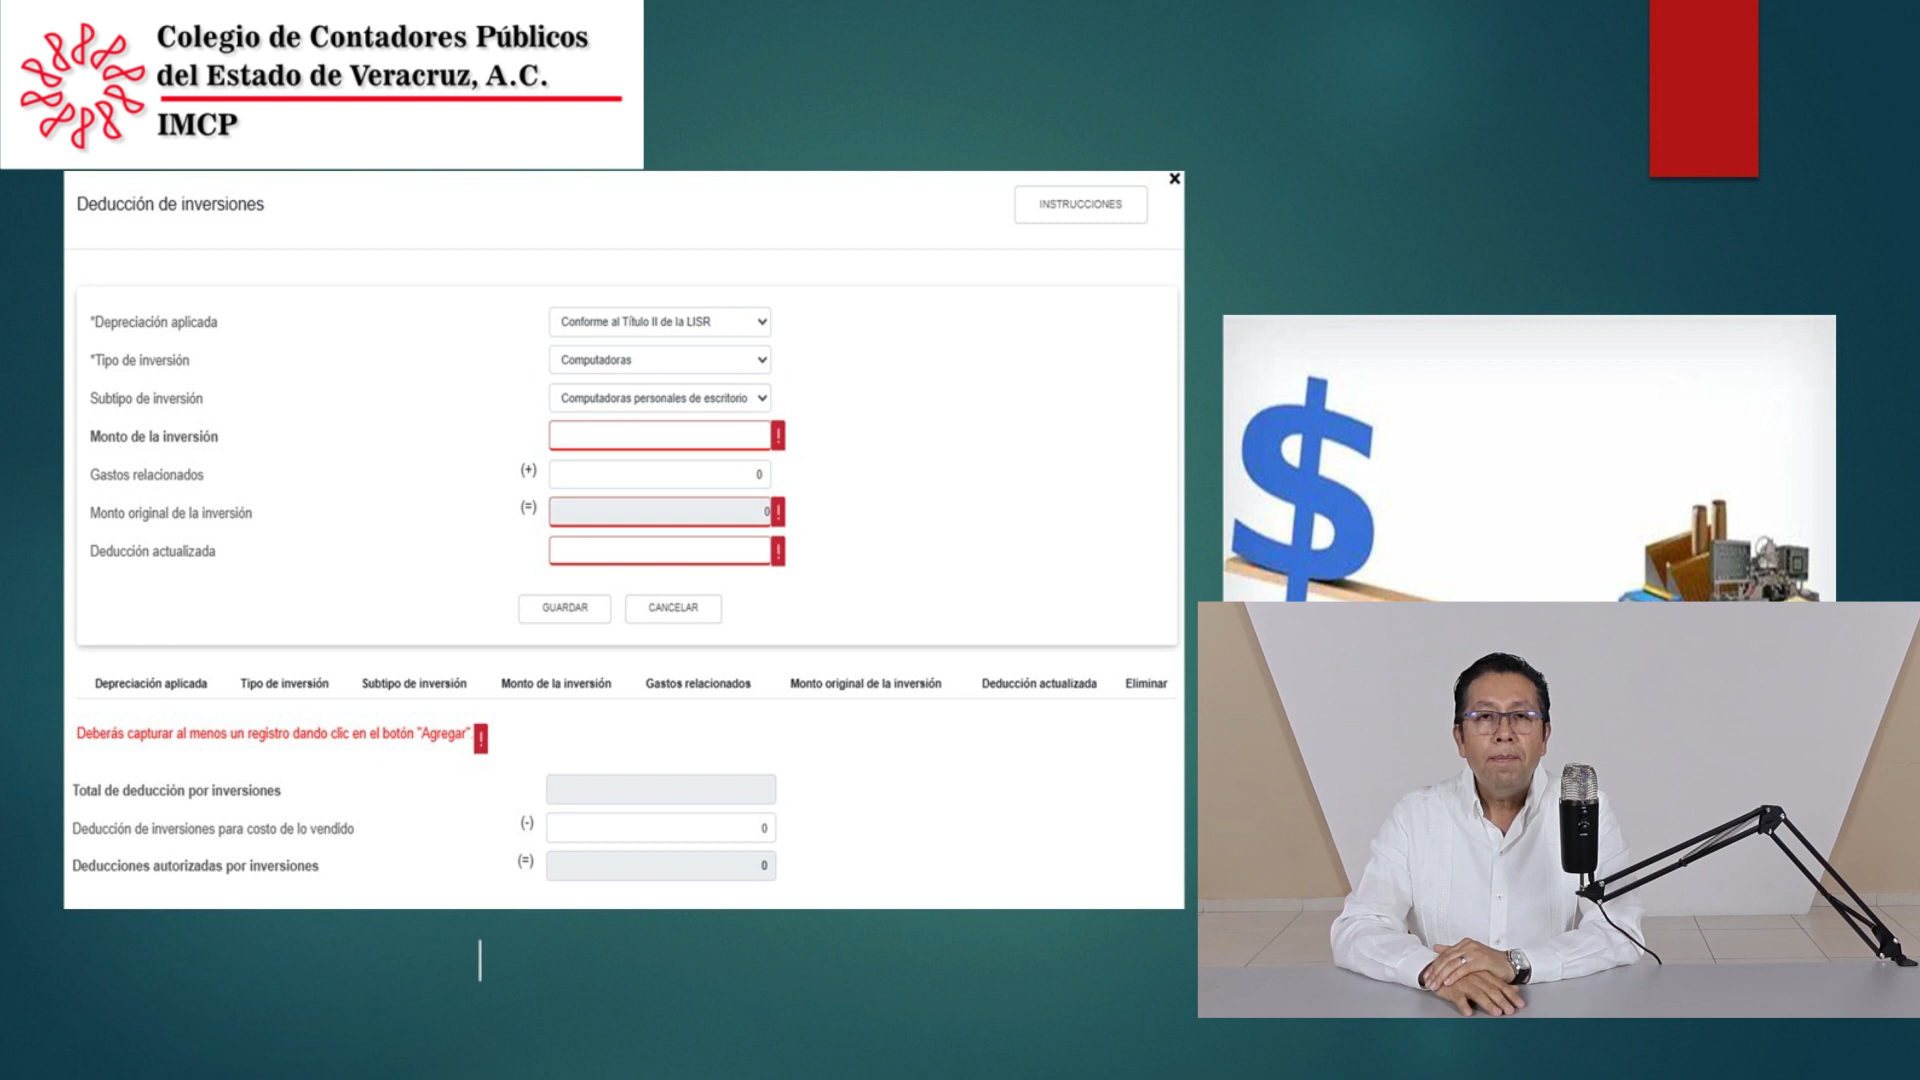 Colegio de Contadores Públicos
del Estado de Veracruz, A.C.
IMCP
Deducción de inversiones
INSTRUCCIONES
*Depreciación aplicada
Conforme al Título II de la LISR
*Tipo de inversión
Computadoras
Subtipo de inversión
Computadoras personales de escritorio
Monto de la inversión
Gastos relacionados (+) 0
Monto original de la inversión (=) 0
Deducción actualizada
GUARDAR CANCELAR
Depreciación aplicada Tipo de inversión Subtipo de inversión Monto de la inversión Gastos relacionados Monto original de la inversión Deducción actualizada Eliminar
Deberás capturar al menos un registro dando clic en el botón "Agregar".
Total de deducción por inversiones
Deducción de inversiones para costo de lo vendido (-) 0
Deducciones autorizadas por inversiones (=) 0
$